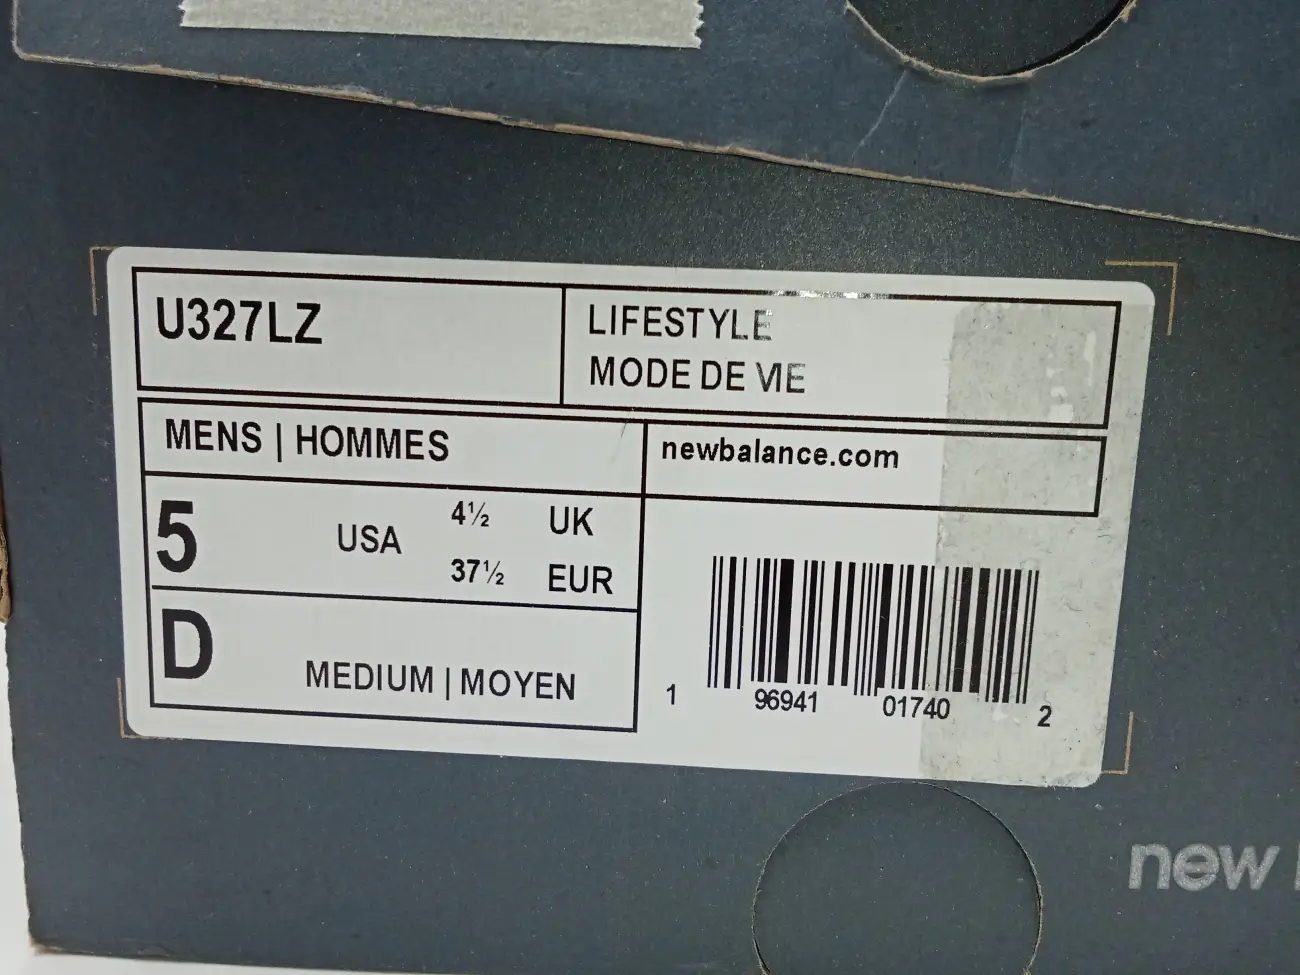 U327LZ
LIFESTYLE
MODE DE VIE
MENS | HOMMES
newbalance.com
5 USA 4½ UK
37½ EUR
D MEDIUM | MOYEN
1 96941 01740 2
new